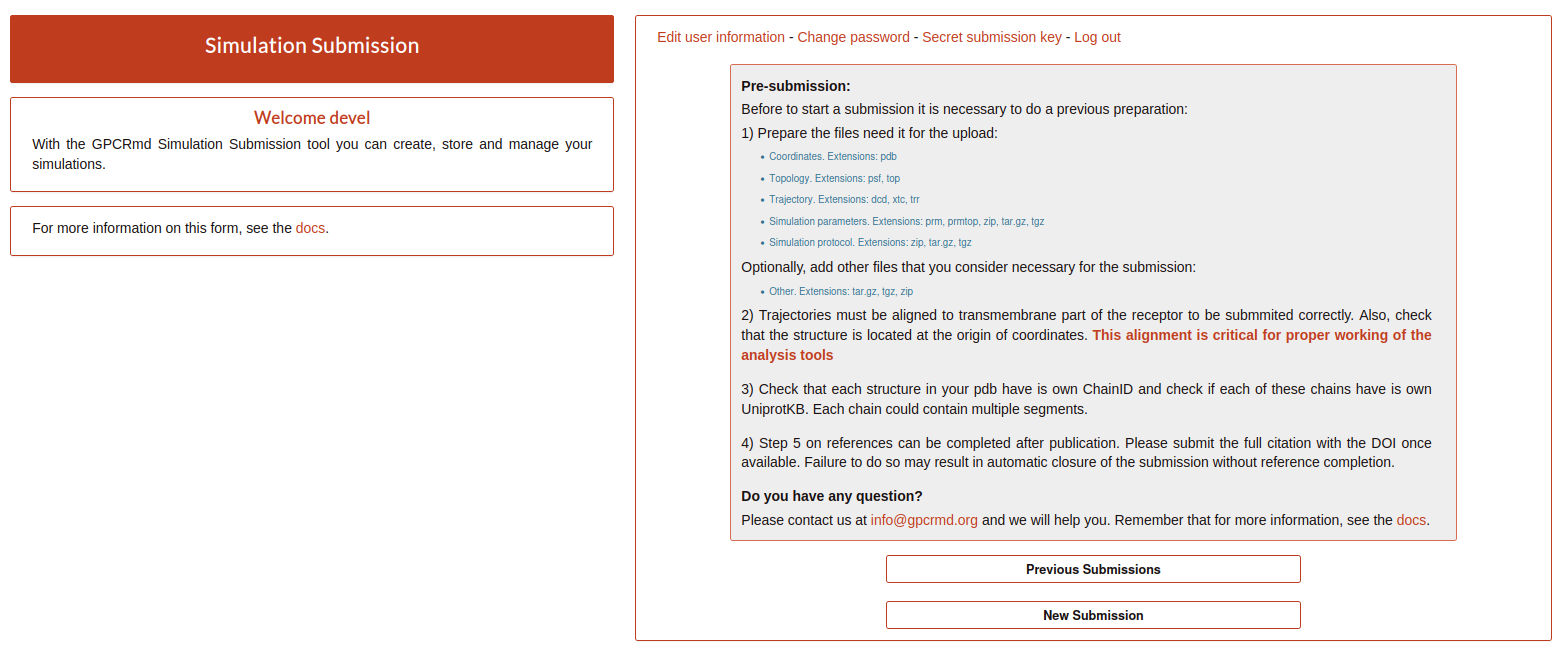 Simulation Submission
Welcome devel
With the GPCRmd Simulation Submission tool you can create, store and manage your
simulations.
For more information on this form, see the docs.
Edit user information - Change password - Secret submission key - Log out
Pre-submission:
Before to start a submission it is necessary to do a previous preparation:
1) Prepare the files need it for the upload:
• Coordinates. Extensions: pdb
• Topology. Extensions: psf, top
• Trajectory. Extensions: dcd, xtc, trr
• Simulation parameters. Extensions: prm, prmtop, zip, tar.gz, tgz
• Simulation protocol. Extensions: zip, tar.gz, tgz
Optionally, add other files that you consider necessary for the submission:
• Other. Extensions: tar.gz, tgz, zip
2) Trajectories must be aligned to transmembrane part of the receptor to be submmited correctly. Also, check
that the structure is located at the origin of coordinates. This alignment is critical for proper working of the
analysis tools
3) Check that each structure in your pdb have is own ChainID and check if each of these chains have is own
UniprotKB. Each chain could contain multiple segments.
4) Step 5 on references can be completed after publication. Please submit the full citation with the DOI once
available. Failure to do so may result in automatic closure of the submission without reference completion.
Do you have any question?
Please contact us at info@gpcrmd.org and we will help you. Remember that for more information, see the docs.
Previous Submissions
New Submission